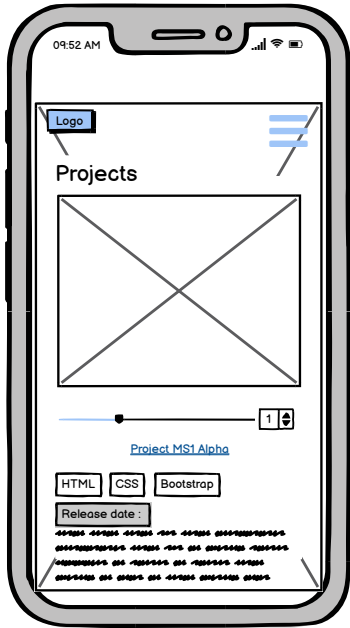 09:52 AM
Logo
Projects
1
Project MS1 Alpha
HTML CSS Bootstrap
Release date :